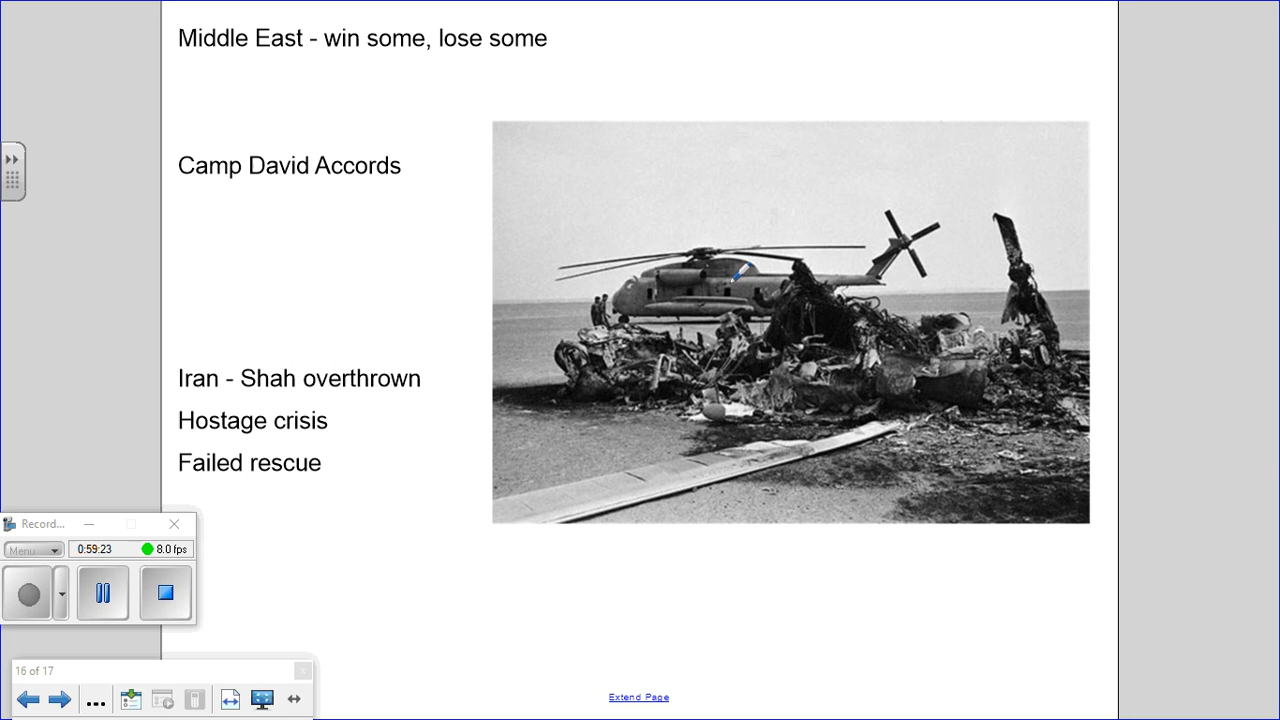 Middle East - win some, lose some
Camp David Accords
Iran - Shah overthrown
Hostage crisis
Failed rescue
Record...
Menu
0:59:23
8.0 fps
16 of 17
Extend Page